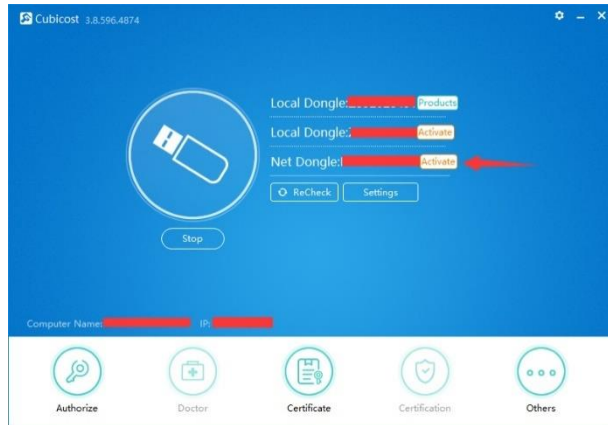 Cubicost 3.8.596.4874
Local Dongle: Products
Local Dongle: Activate
Net Dongle: Activate
ReCheck Settings
Stop
Computer Name: IP:
Authorize Doctor Certificate Certification Others